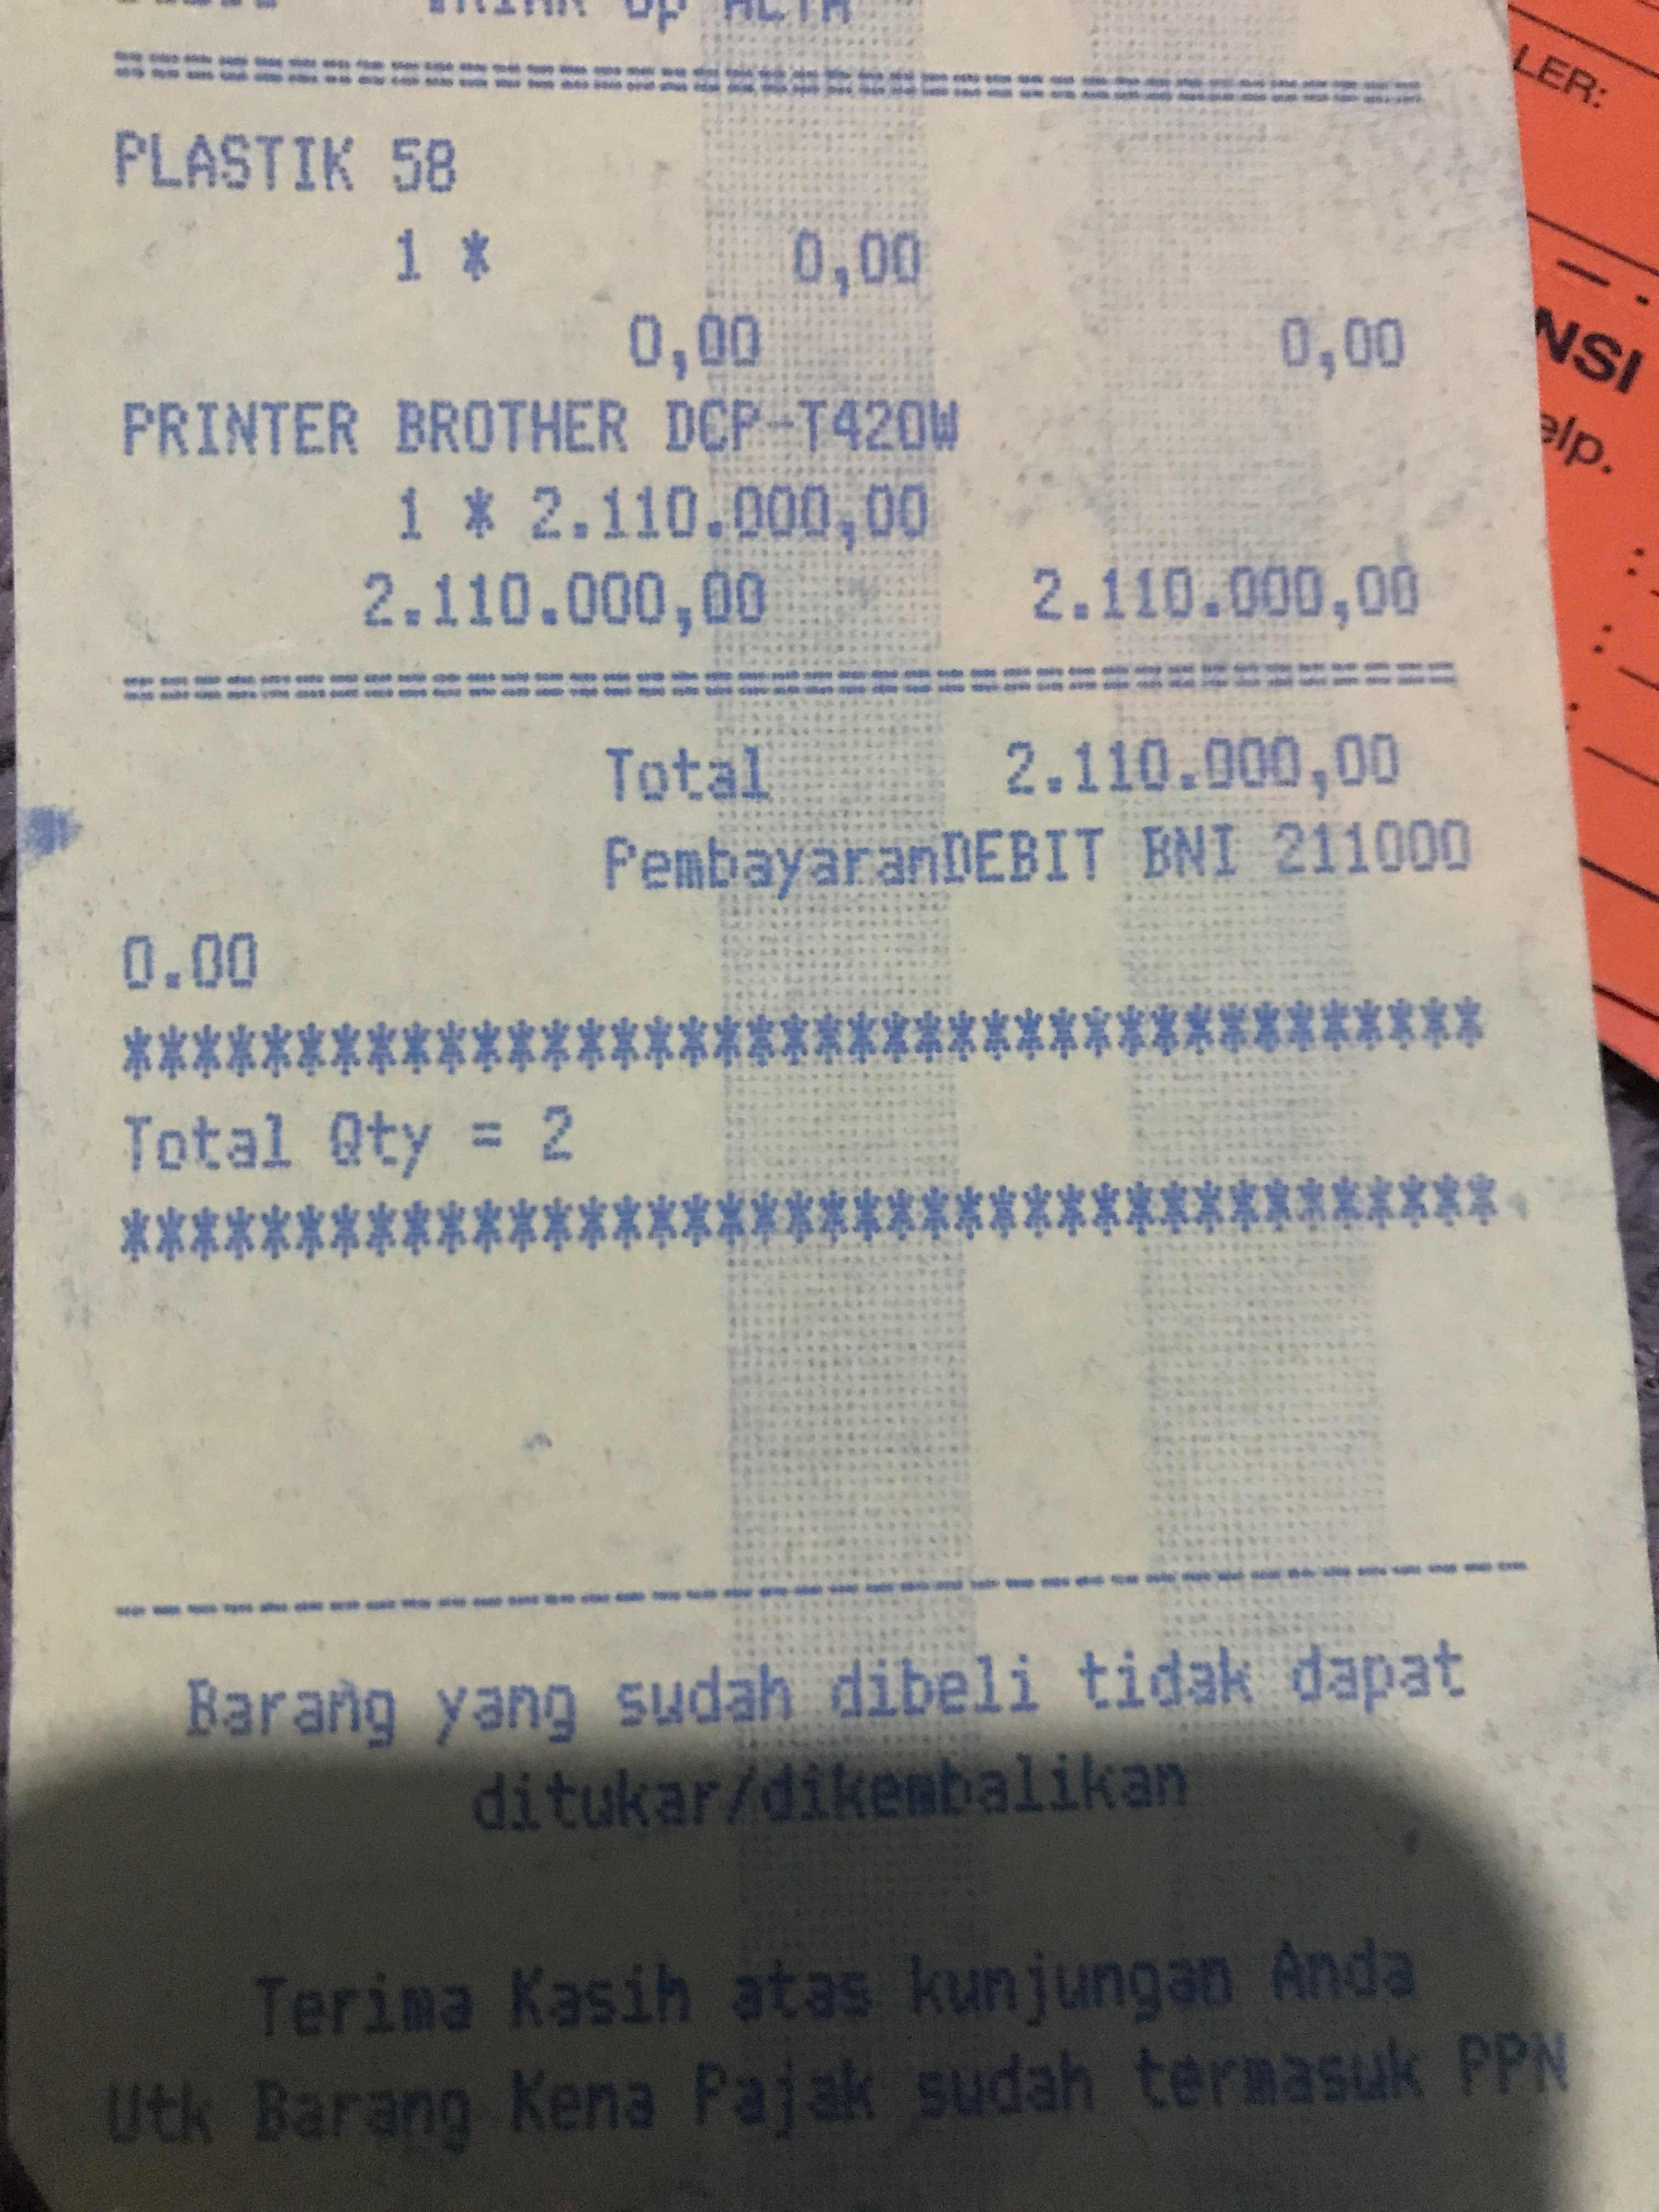 ================================
PLASTIK 58
1 * 0,00
0,00 0,00
PRINTER BROTHER DCP-T420W
1 * 2.110.000,00
2.110.000,00 2.110.000,00
================================
Total 2.110.000,00
PembayaranDEBIT BNI 211000
0.00
***************************************
Total Qty = 2
***************************************
----------------------------------------
Barang yang sudah dibeli tidak dapat
ditukar/dikembalikan
Terima Kasih atas kunjungan Anda
Utk Barang Kena Pajak sudah termasuk PPN
LER:
NSI
elp.